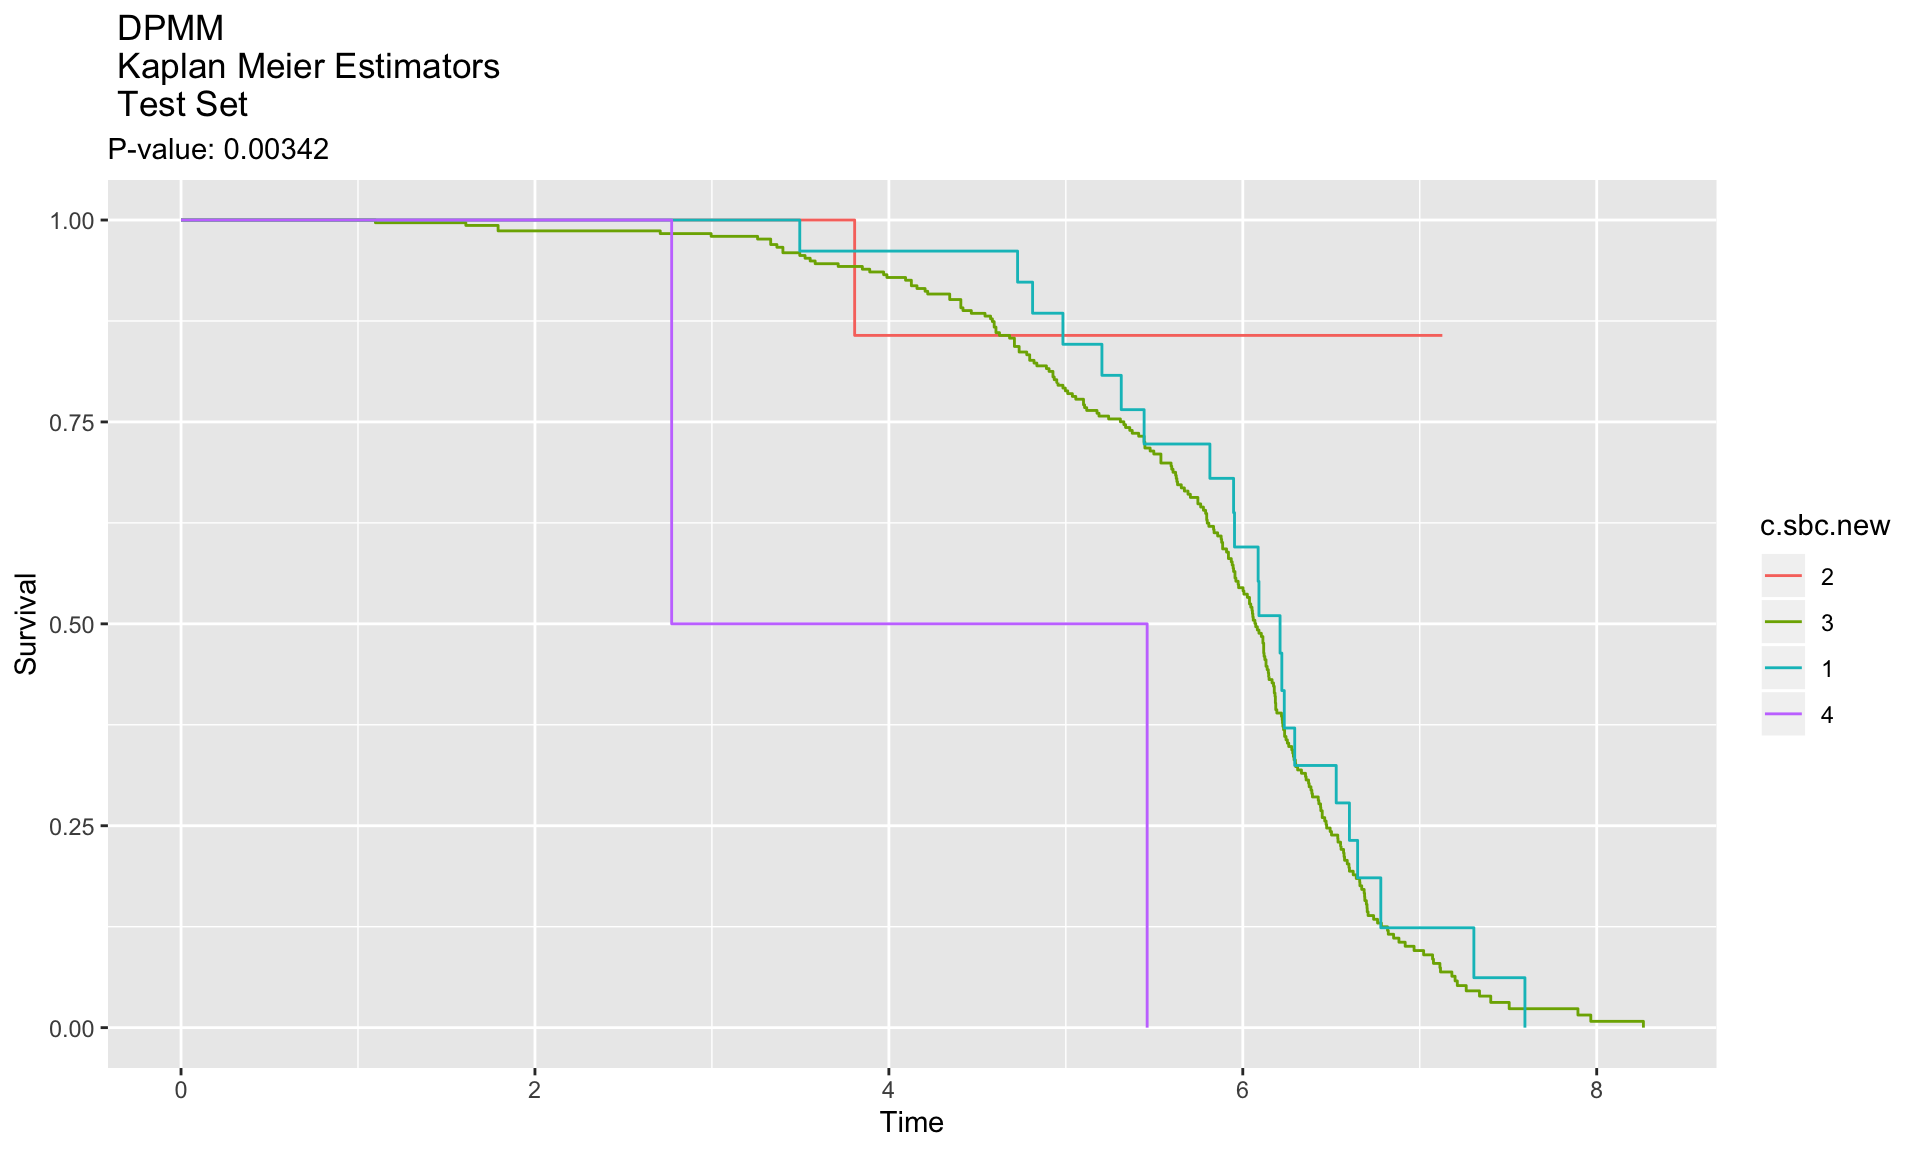 DPMM
Kaplan Meier Estimators
Test Set
P-value: 0.00342
1.00
0.75
0.50
0.25
0.00
Survival
0 2 4 6 8
Time
c.sbc.new
2
3
1
4